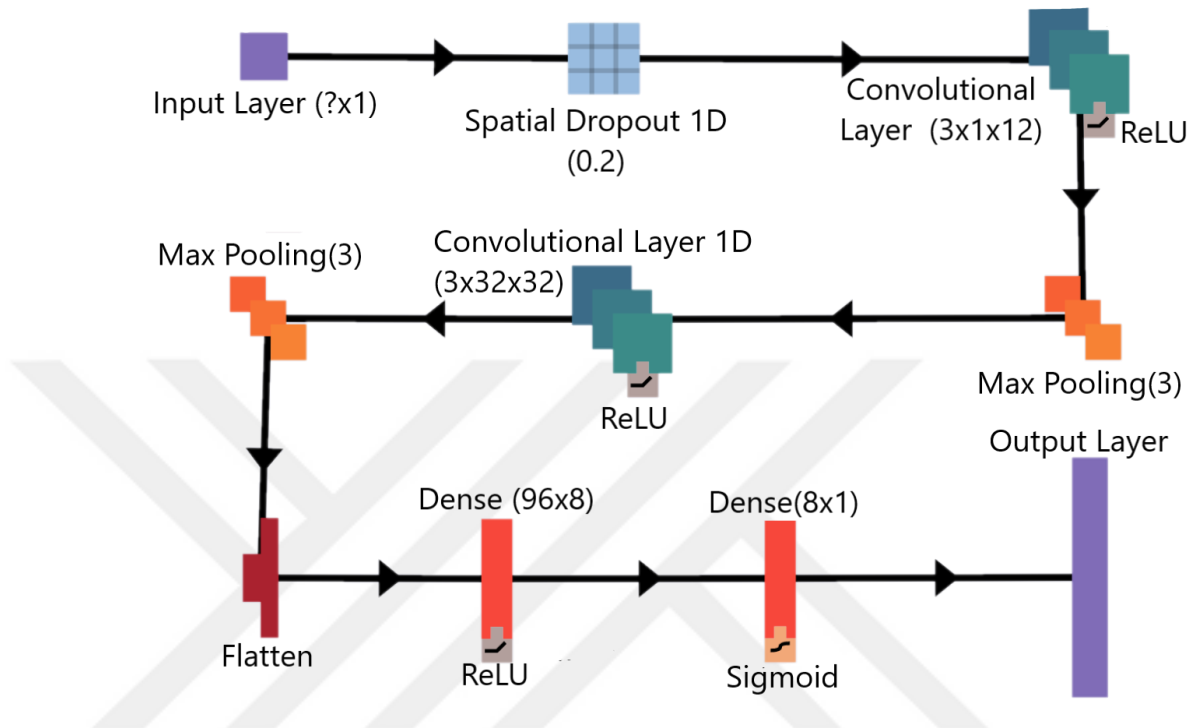 Input Layer (?x1)
Spatial Dropout 1D
(0.2)
Convolutional
Layer (3x1x12)
ReLU
Max Pooling(3)
Convolutional Layer 1D
(3x32x32)
ReLU
Max Pooling(3)
Flatten
Dense (96x8)
ReLU
Dense(8x1)
Sigmoid
Output Layer